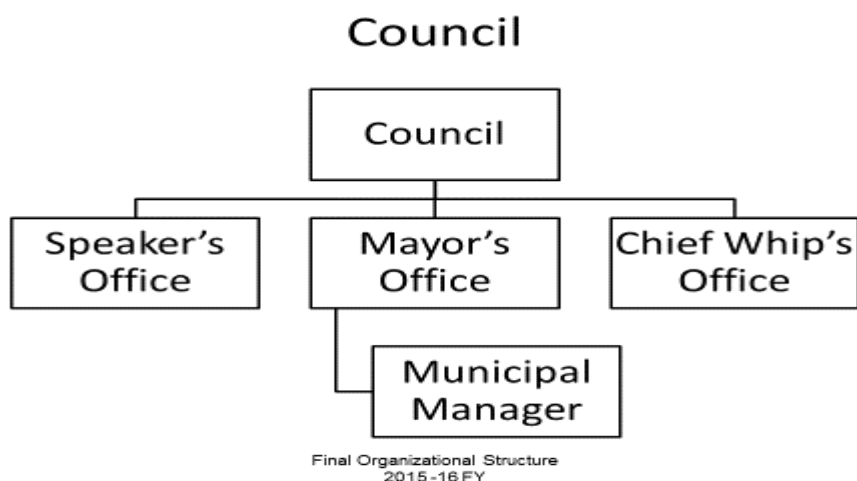 Council
Council
Speaker's
Office
Mayor's
Office
Chief Whip's
Office
Municipal
Manager
Final Organizational Structure
2015-16 FY